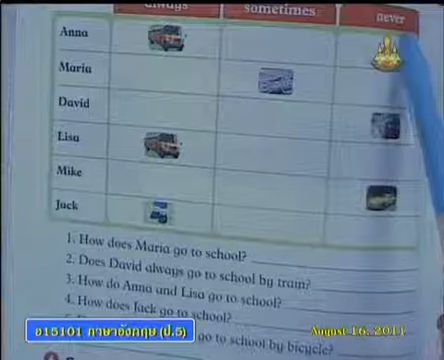 always sometimes never
Anna
Maria
David
Lisa
Mike
Jack
1. How does Maria go to school?
2. Does David always go to school by train?
3. How do Anna and Lisa go to school?
4. How does Jack go to school?
5. go to school by bicycle?
อ15101 ภาษาอังกฤษ (ป.5)
August 16, 2011